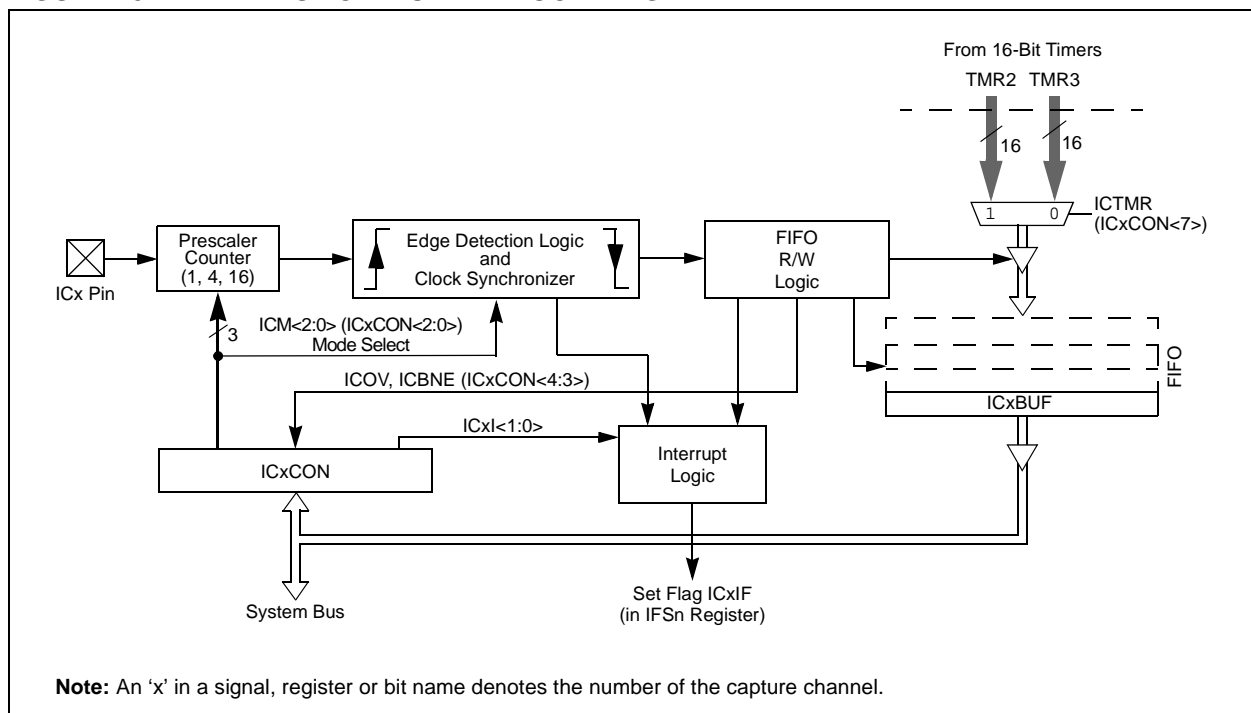 From 16-Bit Timers
TMR2 TMR3
16 16
1 0
ICTMR
(ICxCON<7>)
Prescaler
Counter
(1, 4, 16)
Edge Detection Logic
and
Clock Synchronizer
FIFO
R/W
Logic
ICx Pin
3
ICM<2:0> (ICxCON<2:0>)
Mode Select
FIFO
ICOV, ICBNE (ICxCON<4:3>)
ICxBUF
ICxI<1:0>
ICxCON
Interrupt
Logic
System Bus
Set Flag ICxIF
(in IFSn Register)
Note: An ‘x’ in a signal, register or bit name denotes the number of the capture channel.